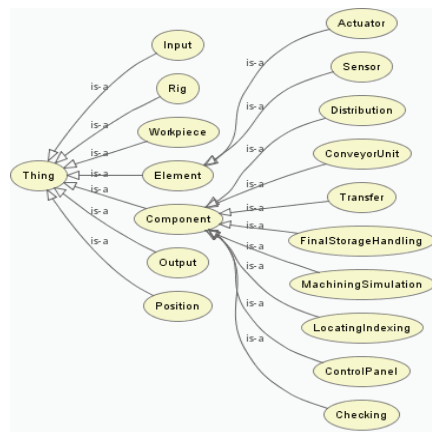 Actuator
Input
is-a
Sensor
is-a
is-a
Rig
Distribution
is-a
is-a
Workpiece
is-a
ConveyorUnit
is-a
Thing
is-a
Element
is-a
Transfer
is-a
is-a
Component
is-a
FinalStorageHandling
is-a
is-a
Output
is-a
MachiningSimulation
is-a
Position
is-a
LocatingIndexing
is-a
ControlPanel
Checking